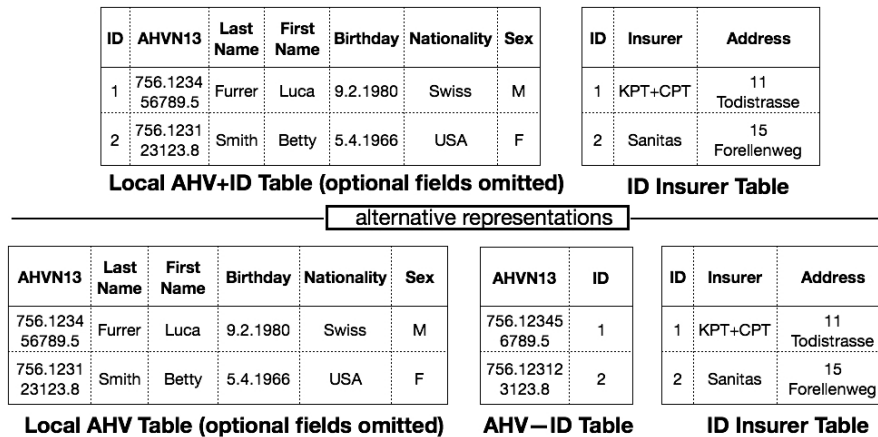 ID AHVN13 Last Name First Name Birthday Nationality Sex
1 756.1234 56789.5 Furrer Luca 9.2.1980 Swiss M
2 756.1231 23123.8 Smith Betty 5.4.1966 USA F
Local AHV+ID Table (optional fields omitted)
ID Insurer Address
1 KPT+CPT 11 Todistrasse
2 Sanitas 15 Forellenweg
ID Insurer Table
alternative representations
AHVN13 Last Name First Name Birthday Nationality Sex
756.1234 56789.5 Furrer Luca 9.2.1980 Swiss M
756.1231 23123.8 Smith Betty 5.4.1966 USA F
Local AHV Table (optional fields omitted)
AHVN13 ID
756.12345 6789.5 1
756.12312 3123.8 2
AHV—ID Table
ID Insurer Address
1 KPT+CPT 11 Todistrasse
2 Sanitas 15 Forellenweg
ID Insurer Table